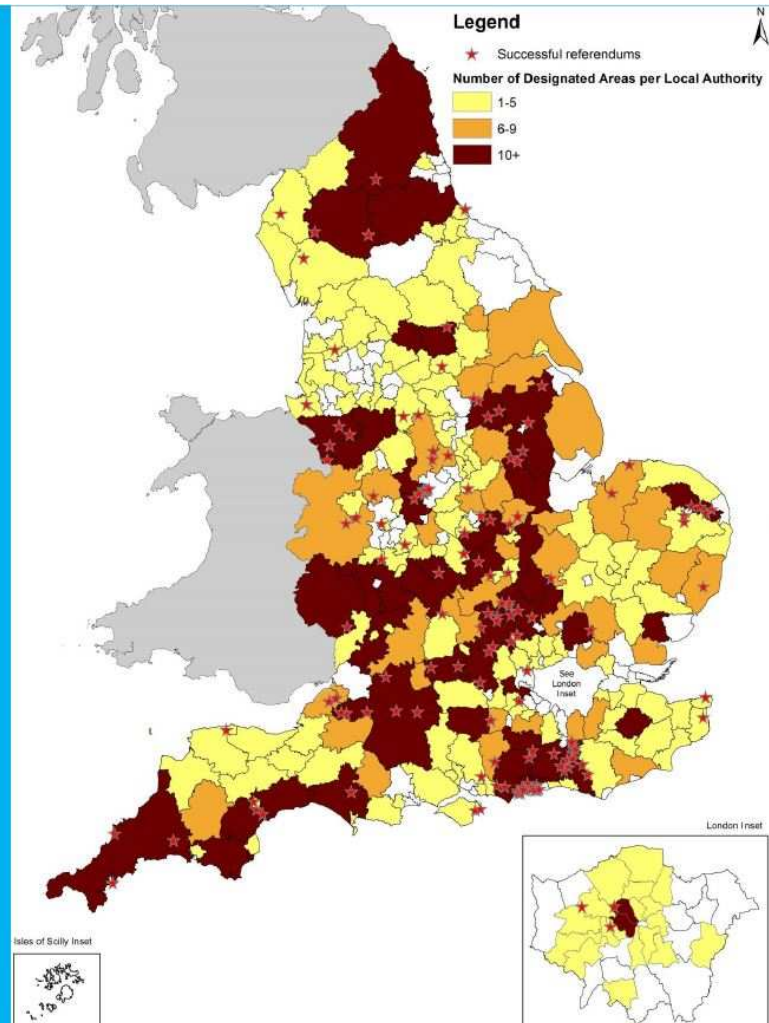 N
Legend
Successful referendums
Number of Designated Areas per Local Authority
1-5
6-9
10+
See
London
Inset
London Inset
Isles of Scilly Inset